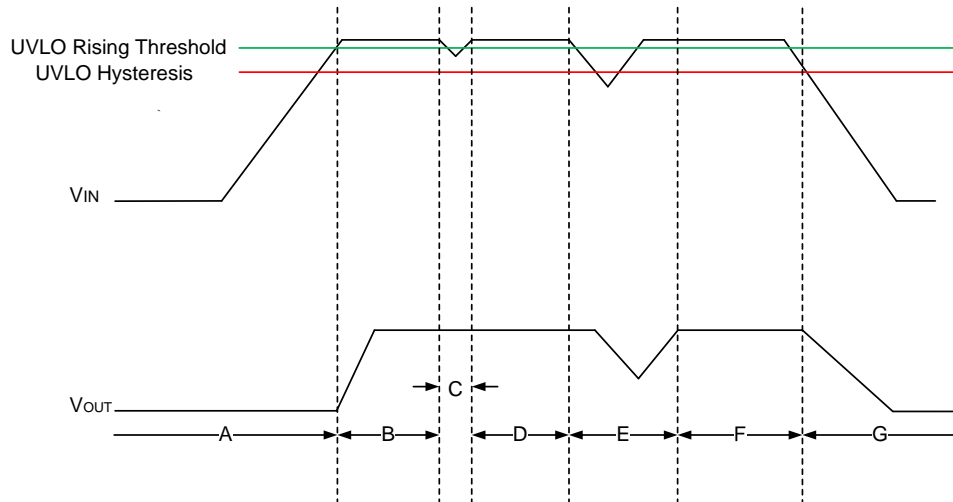 UVLO Rising Threshold
UVLO Hysteresis
VIN
C
VOUT
A B D E F G